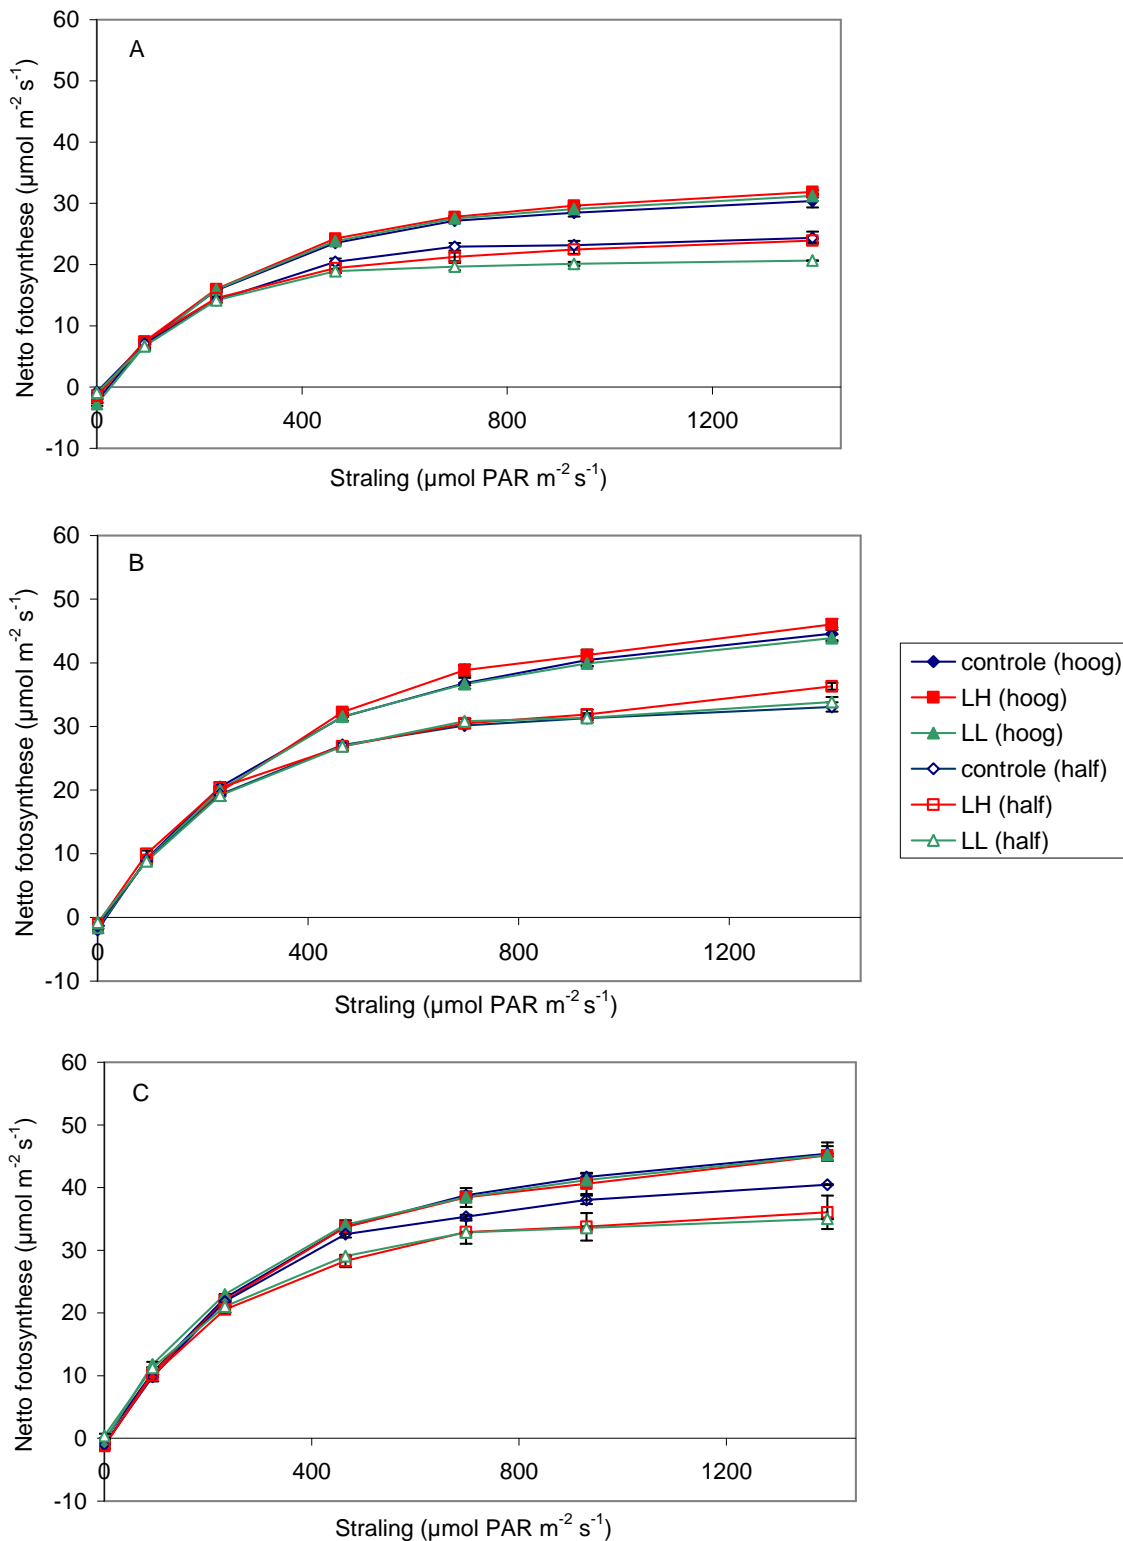 60
A
50
40
30
20
10
0
-10
0
400
800
1200
Netto fotosynthese (µmol m⁻² s⁻¹)
Straling (µmol PAR m⁻² s⁻¹)
60
B
50
40
30
20
10
0
-10
0
400
800
1200
Netto fotosynthese (µmol m⁻² s⁻¹)
Straling (µmol PAR m⁻² s⁻¹)
controle (hoog)
LH (hoog)
LL (hoog)
controle (half)
LH (half)
LL (half)
60
C
50
40
30
20
10
0
-10
0
400
800
1200
Netto fotosynthese (µmol m⁻² s⁻¹)
Straling (µmol PAR m⁻² s⁻¹)